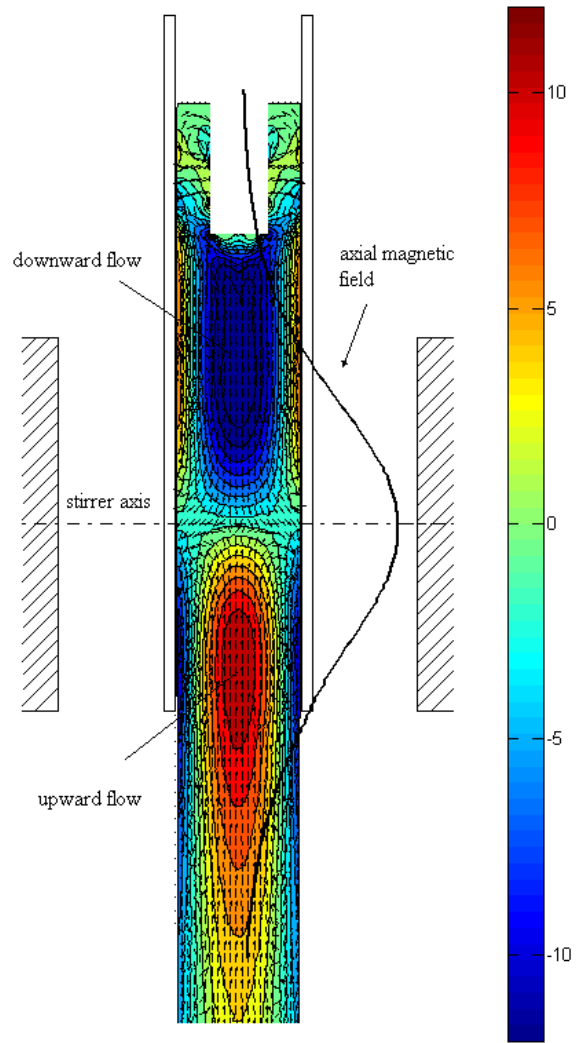 10
axial magnetic
field
downward flow
5
stirrer axis
0
-5
upward flow
-10